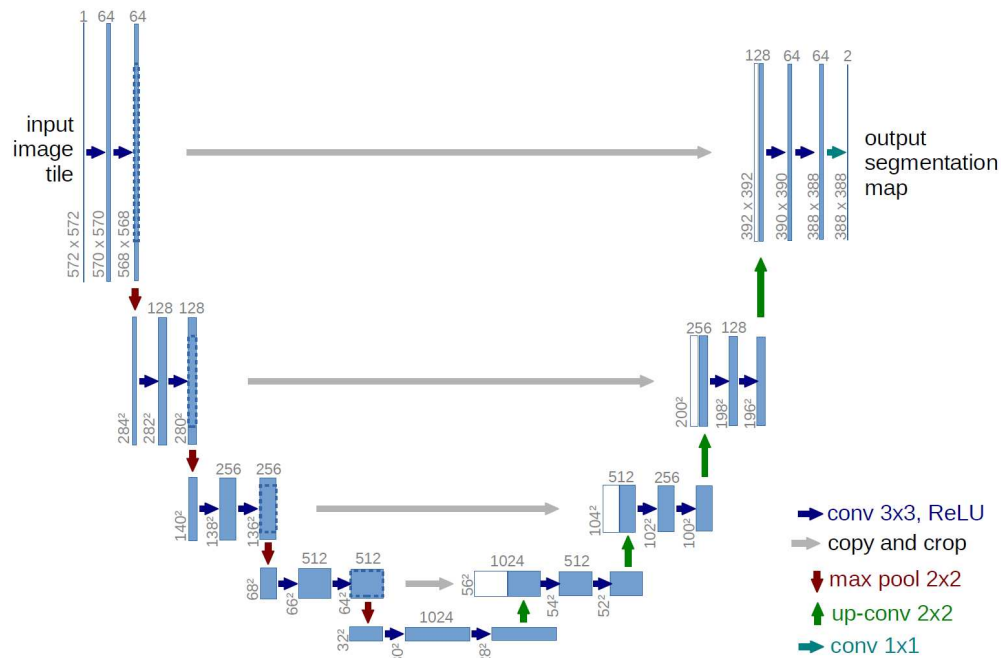 1 64 64
input
image
tile
572 x 572
570 x 570
568 x 568
128 64 64 2
392 x 392
390 x 390
388 x 388
388 x 388
output
segmentation
map
128 128
284²
282²
280²
256 128
200²
198²
196²
256 256
140²
138²
136²
512 256
104²
102²
100²
512 512
68²
66²
64²
1024 512
56²
54²
52²
1024
32²
conv 3x3, ReLU
copy and crop
max pool 2x2
up-conv 2x2
conv 1x1